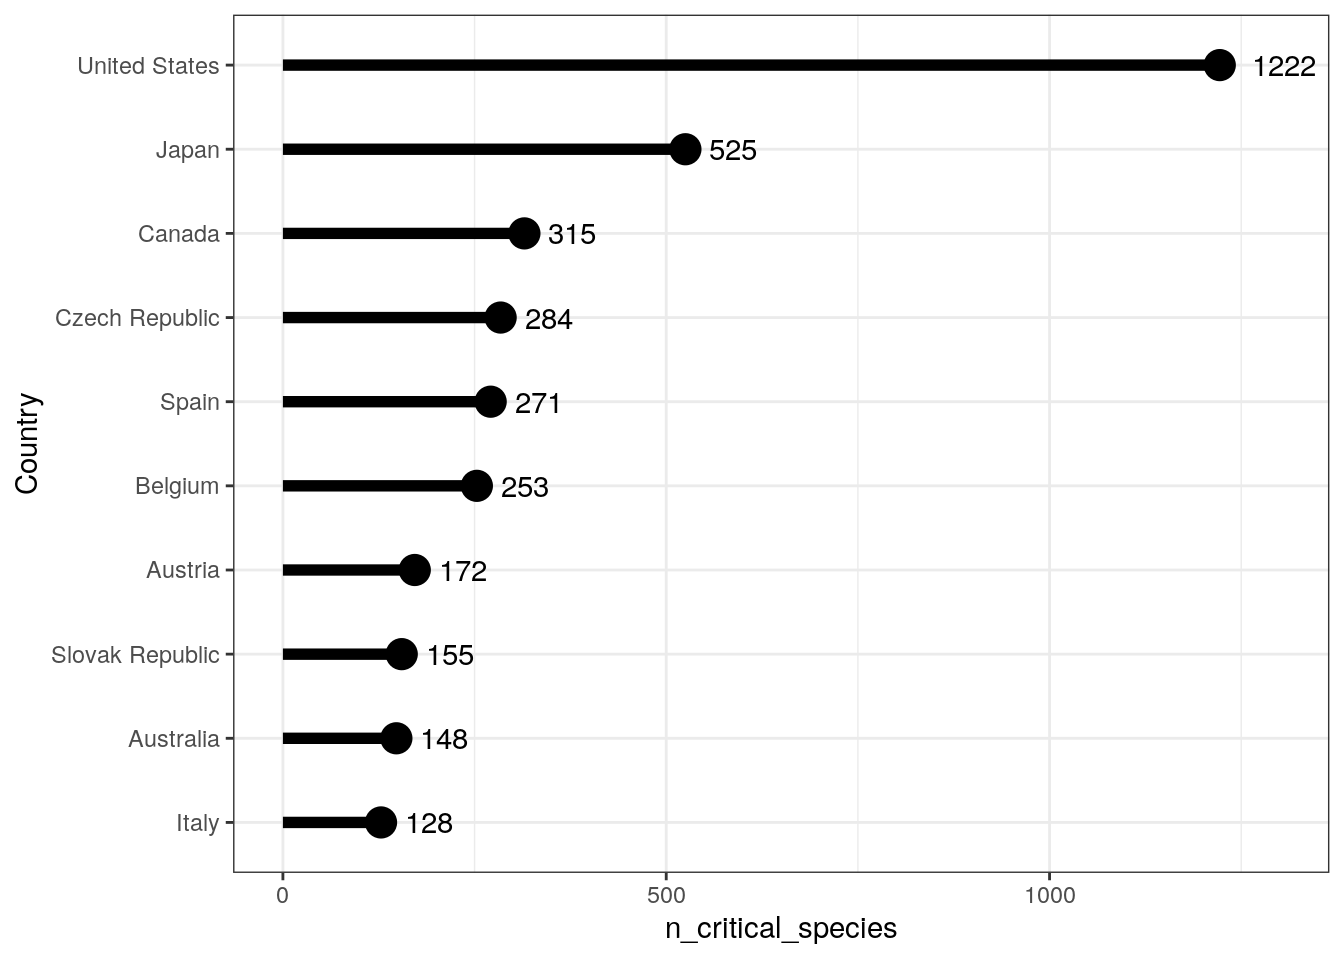 United States 1222
Japan 525
Canada 315
Czech Republic 284
Spain 271
Belgium 253
Austria 172
Slovak Republic 155
Australia 148
Italy 128
Country
0 500 1000
n_critical_species